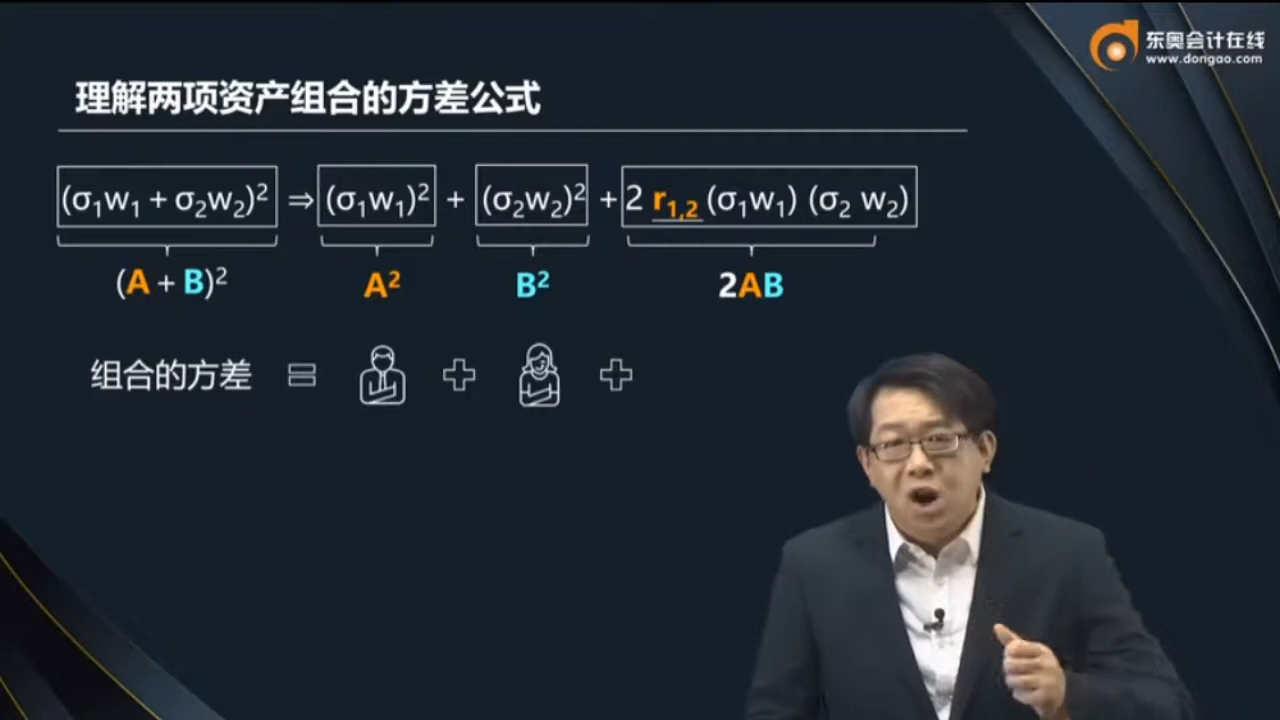 东奥会计在线
www.dongao.com
理解两项资产组合的方差公式
(σ₁w₁ + σ₂w₂)² ⇒ (σ₁w₁)² + (σ₂w₂)² + 2 r₁,₂ (σ₁w₁) (σ₂ w₂)
(A + B)² A² B² 2AB
组合的方差 = + +